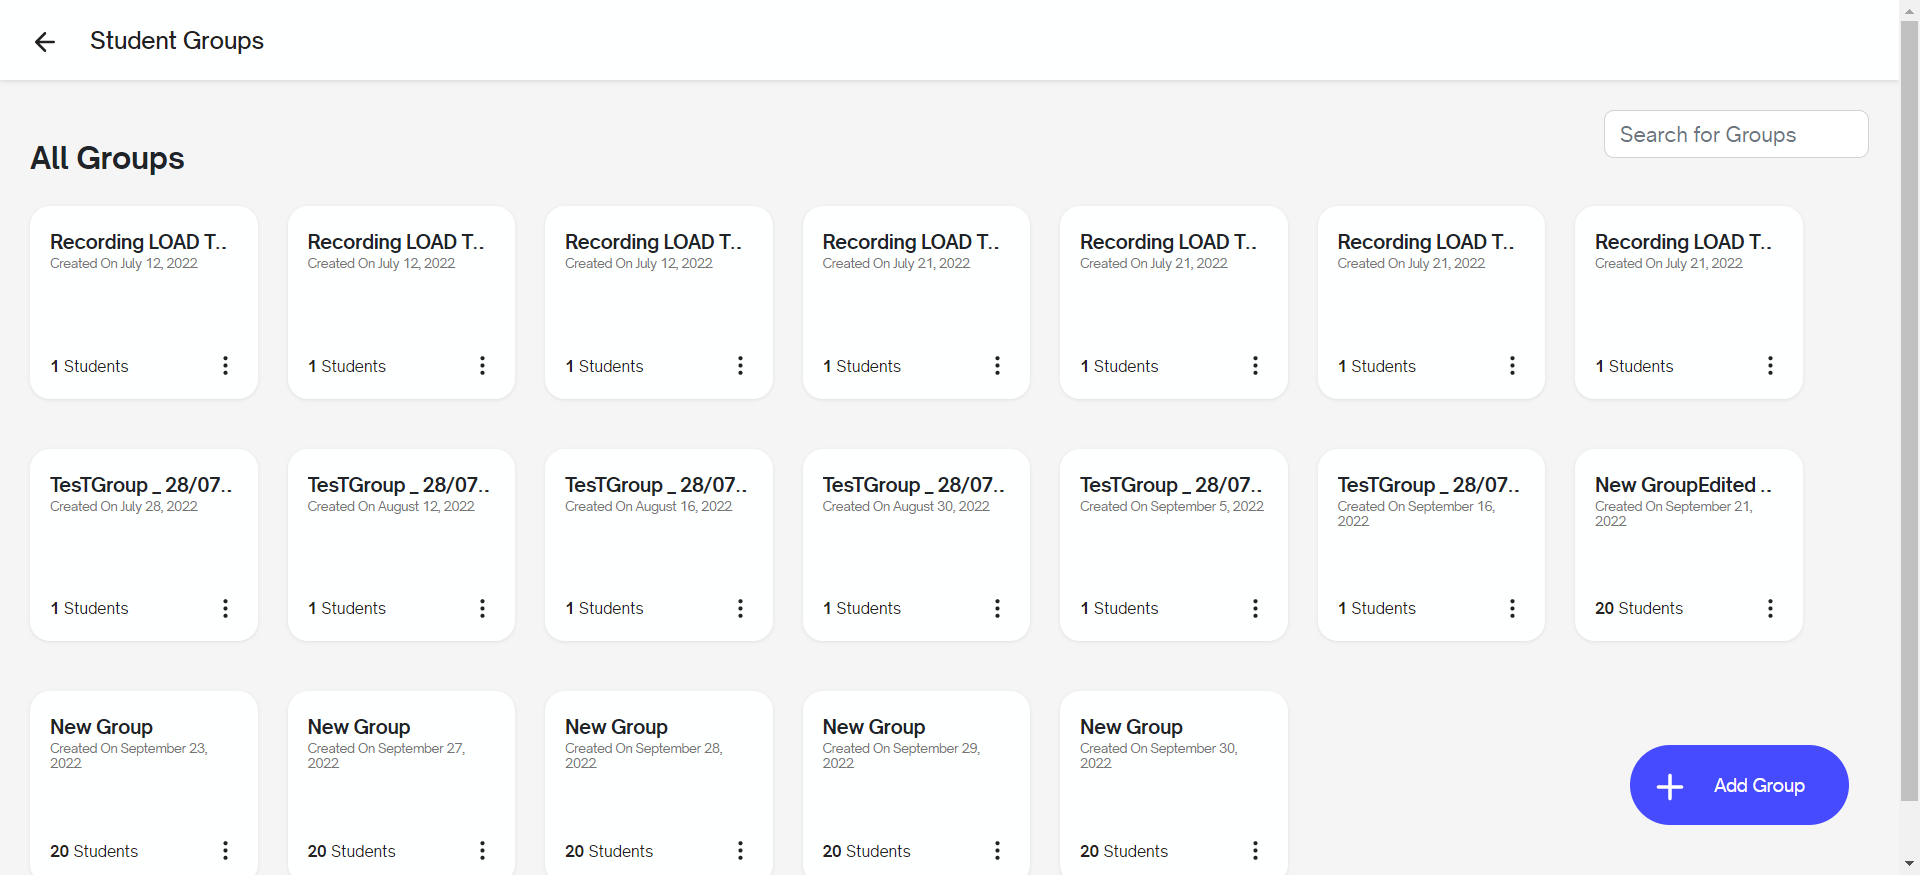 Student Groups
Search for Groups
All Groups
Recording LOAD T..
Created On July 12, 2022
1 Students
Recording LOAD T..
Created On July 12, 2022
1 Students
Recording LOAD T..
Created On July 12, 2022
1 Students
Recording LOAD T..
Created On July 21, 2022
1 Students
Recording LOAD T..
Created On July 21, 2022
1 Students
Recording LOAD T..
Created On July 21, 2022
1 Students
Recording LOAD T..
Created On July 21, 2022
1 Students
TesTGroup _ 28/07..
Created On July 28, 2022
1 Students
TesTGroup _ 28/07..
Created On August 12, 2022
1 Students
TesTGroup _ 28/07..
Created On August 16, 2022
1 Students
TesTGroup _ 28/07..
Created On August 30, 2022
1 Students
TesTGroup _ 28/07..
Created On September 5, 2022
1 Students
TesTGroup _ 28/07..
Created On September 16,
2022
1 Students
New GroupEdited ..
Created On September 21,
2022
20 Students
New Group
Created On September 23,
2022
20 Students
New Group
Created On September 27,
2022
20 Students
New Group
Created On September 28,
2022
20 Students
New Group
Created On September 29,
2022
20 Students
New Group
Created On September 30,
2022
20 Students
Add Group